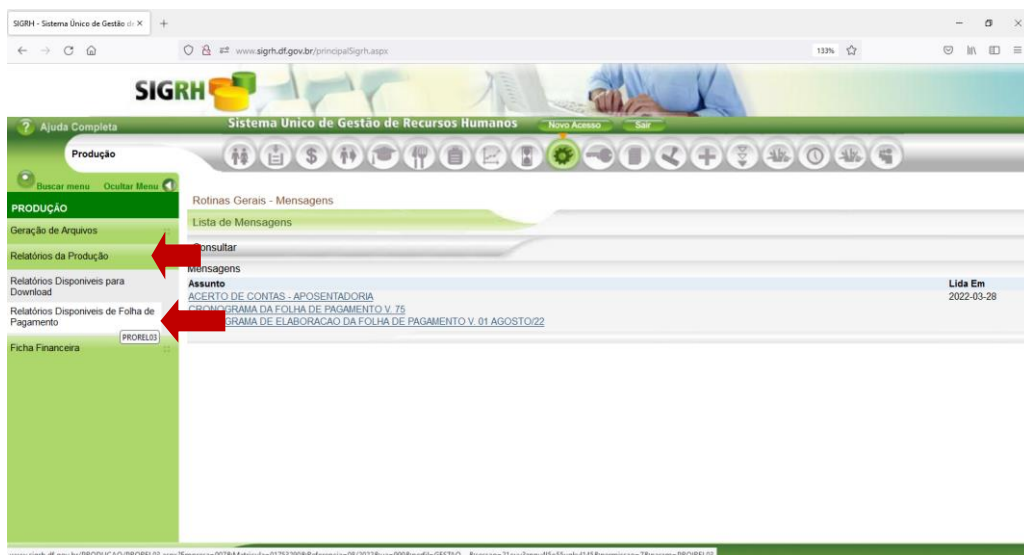 SIGRH - Sistema Único de Gestão de
www.sigrh.df.gov.br/principalSigrh.aspx
133%
SIGRH
Ajuda Completa
Sistema Único de Gestão de Recursos Humanos
Novo Acesso
Sair
Produção
Buscar menu
Ocultar Menu
PRODUÇÃO
Geração de Arquivos
Relatórios da Produção
Relatórios Disponiveis para
Download
Relatórios Disponiveis de Folha de
Pagamento
PROREL03
Ficha Financeira
Rotinas Gerais - Mensagens
Lista de Mensagens
Consultar
Mensagens
Assunto
Lida Em
ACERTO DE CONTAS - APOSENTADORIA
2022-03-28
CRONOGRAMA DA FOLHA DE PAGAMENTO V. 75
DE ELABORACAO DA FOLHA DE PAGAMENTO V. 01 AGOSTO/22